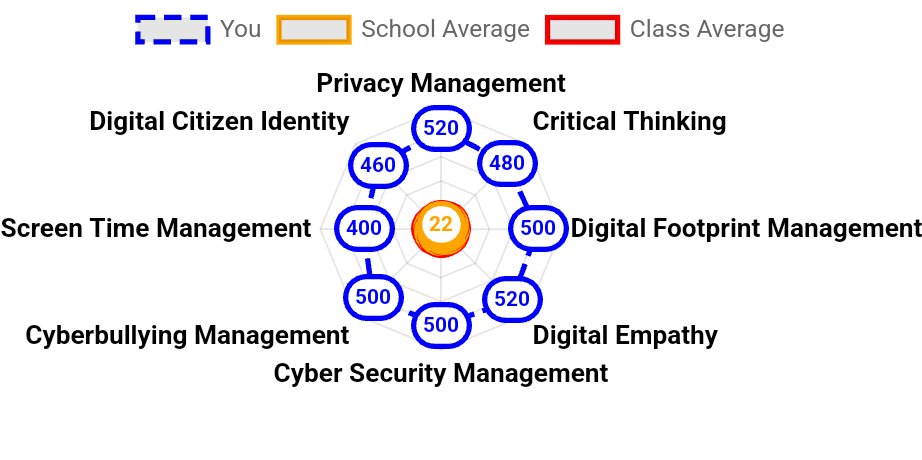 You School Average Class Average
Privacy Management
Digital Citizen Identity Critical Thinking
520
460 480
Screen Time Management 400 22 500 Digital Footprint Management
500 520
500
Cyberbullying Management Digital Empathy
Cyber Security Management